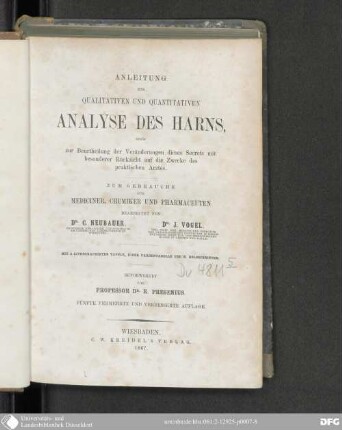 ANLEITUNG
ZUR
QUALITATIVEN UND QUANTITATIVEN
ANALYSE DES HARNS,
SOWIE
zur Beurtheilung der Veränderungen dieses Secrets mit
besonderer Rücksicht auf die Zwecke des
praktischen Arztes.
ZUM GEBRAUCHE
FÜR
MEDICINER, CHEMIKER UND PHARMACEUTEN
BEARBEITET VON
Dr. C. NEUBAUER, Dr. J. VOGEL,
BEVORWORTET
VON
PROFESSOR Dr. R. FRESENIUS.
FÜNFTE VERMEHRTE UND VERBESSERTE AUFLAGE.
WIESBADEN.
C. W. KREIDEL'S VERLAG.
1867.
Universitäts- und
Landesbibliothek Düsseldorf
DFG